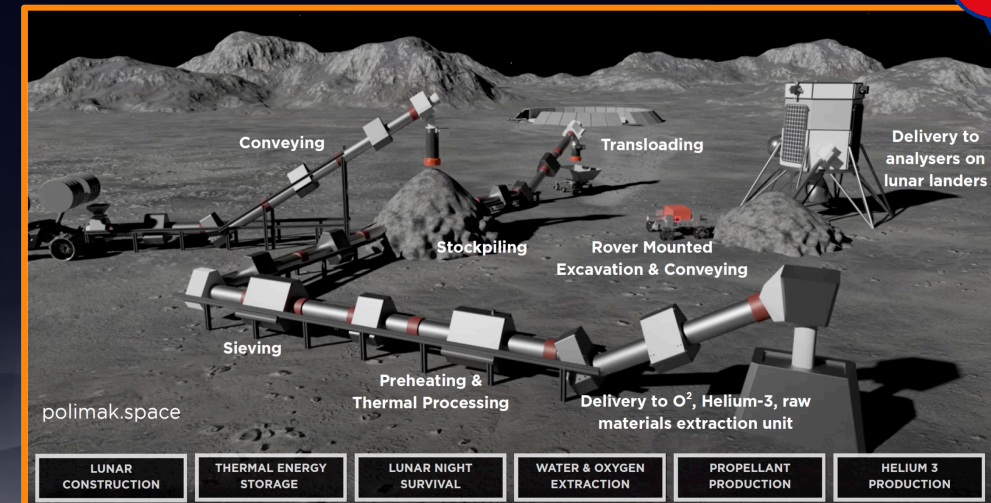 Conveying
Transloading
Delivery to
analysers on
lunar landers
Stockpiling
Rover Mounted
Excavation & Conveying
Sieving
Preheating &
Thermal Processing
Delivery to O², Helium-3, raw
materials extraction unit
polimak.space
LUNAR
CONSTRUCTION
THERMAL ENERGY
STORAGE
LUNAR NIGHT
SURVIVAL
WATER & OXYGEN
EXTRACTION
PROPELLANT
PRODUCTION
HELIUM 3
PRODUCTION